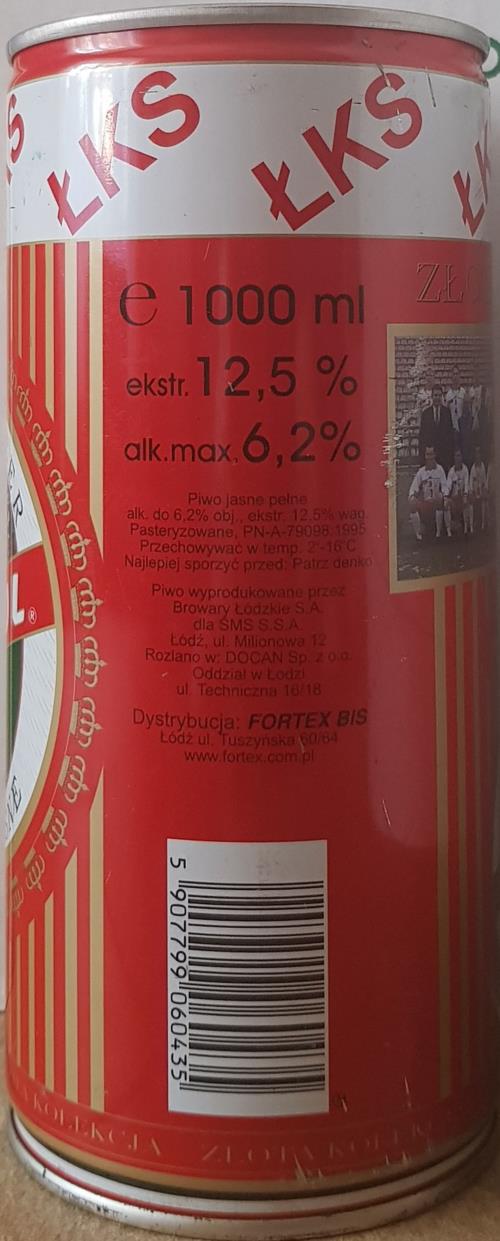 ŁKS ŁKS
℮ 1000 ml
ekstr. 12,5 %
alk.max. 6,2%
Piwo jasne pełne
alk. do 6,2% obj., ekstr. 12,5% wag.
Pasteryzowane, PN-A-79098:1995
Przechowywać w temp. 2°-16°C
Najlepiej sporzyć przed: Patrz denko
Piwo wyprodukowane przez
Browary Łódzkie S.A.
dla SMS S.S.A.
Łódź, ul. Milionowa 12
Rozlano w: DOCAN Sp. z o.o.
Oddział w Łodzi
ul. Techniczna 16/18
Dystrybucja: FORTEX BIS
Łódź ul. Tuszyńska 60/64
www.fortex.com.pl
5 907799 060435
KOLEKCJA ZŁOTA KOLEK